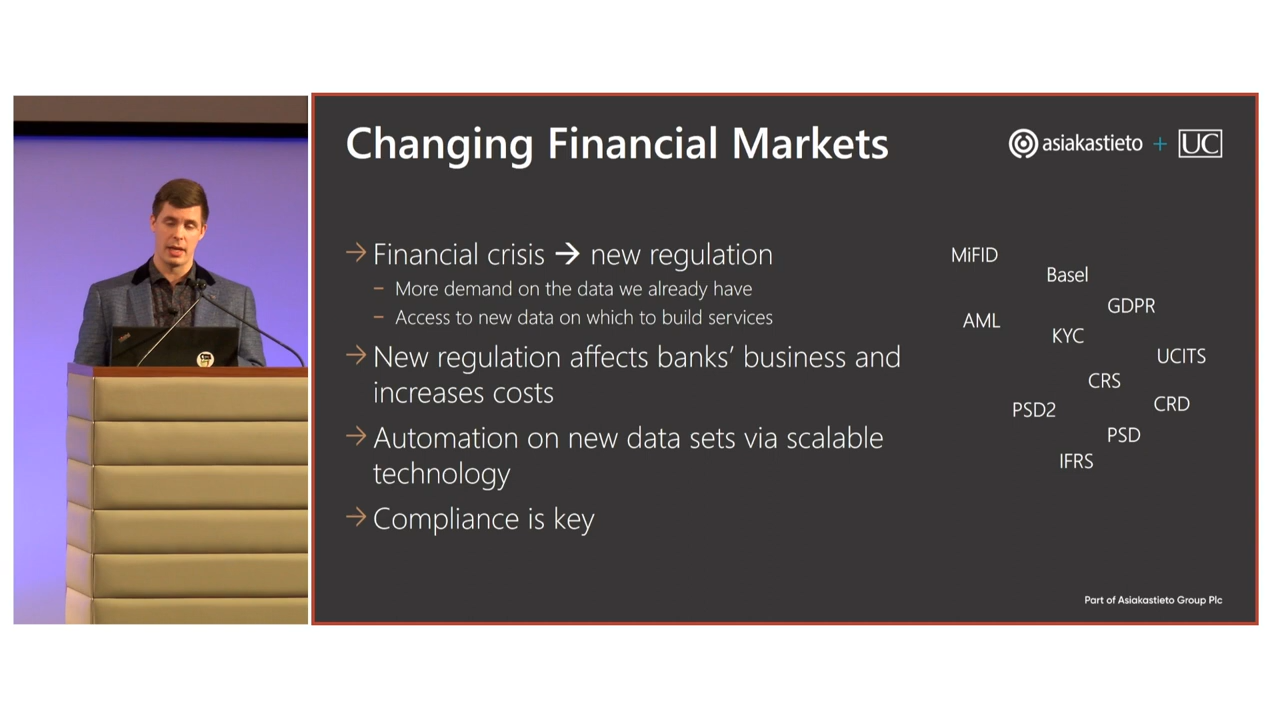 Changing Financial Markets
asiakastieto + UC
→ Financial crisis → new regulation
– More demand on the data we already have
– Access to new data on which to build services
→ New regulation affects banks’ business and
increases costs
→ Automation on new data sets via scalable
technology
→ Compliance is key
MiFID
Basel
GDPR
AML
KYC
UCITS
CRS
CRD
PSD2
PSD
IFRS
Part of Asiakastieto Group Plc